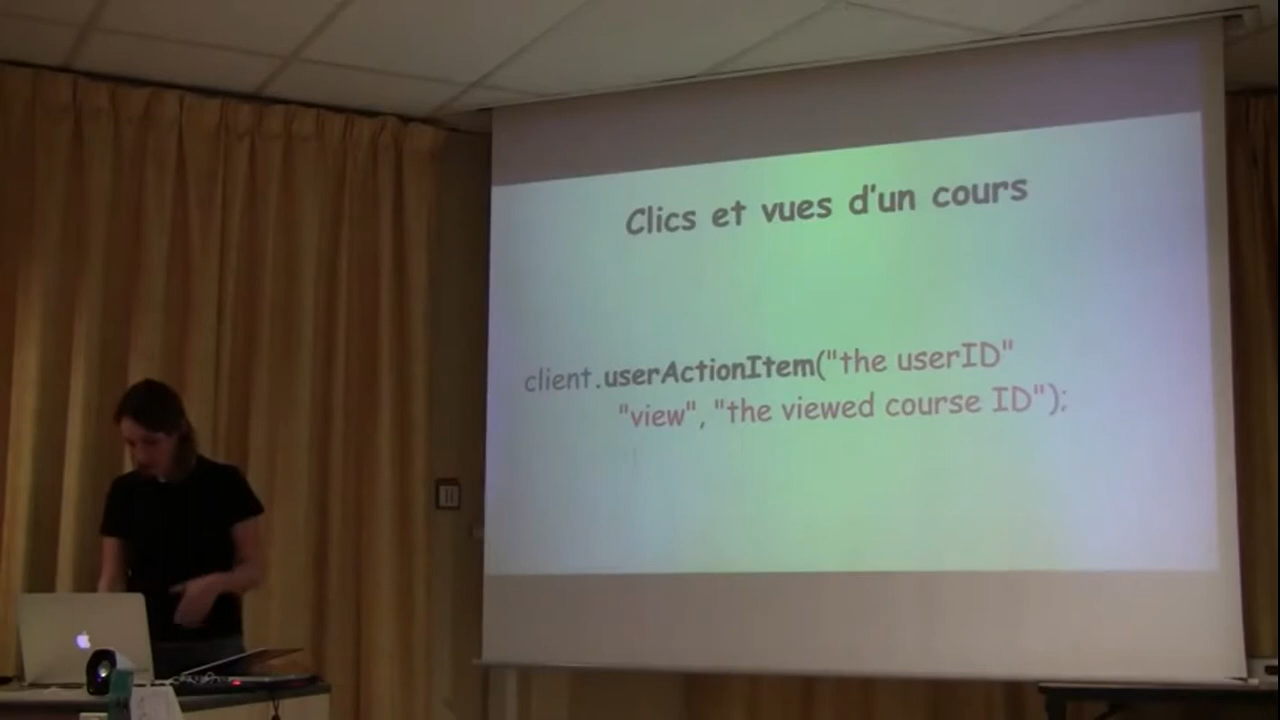 Clics et vues d'un cours
client.userActionItem("the userID"
"view", "the viewed course ID");